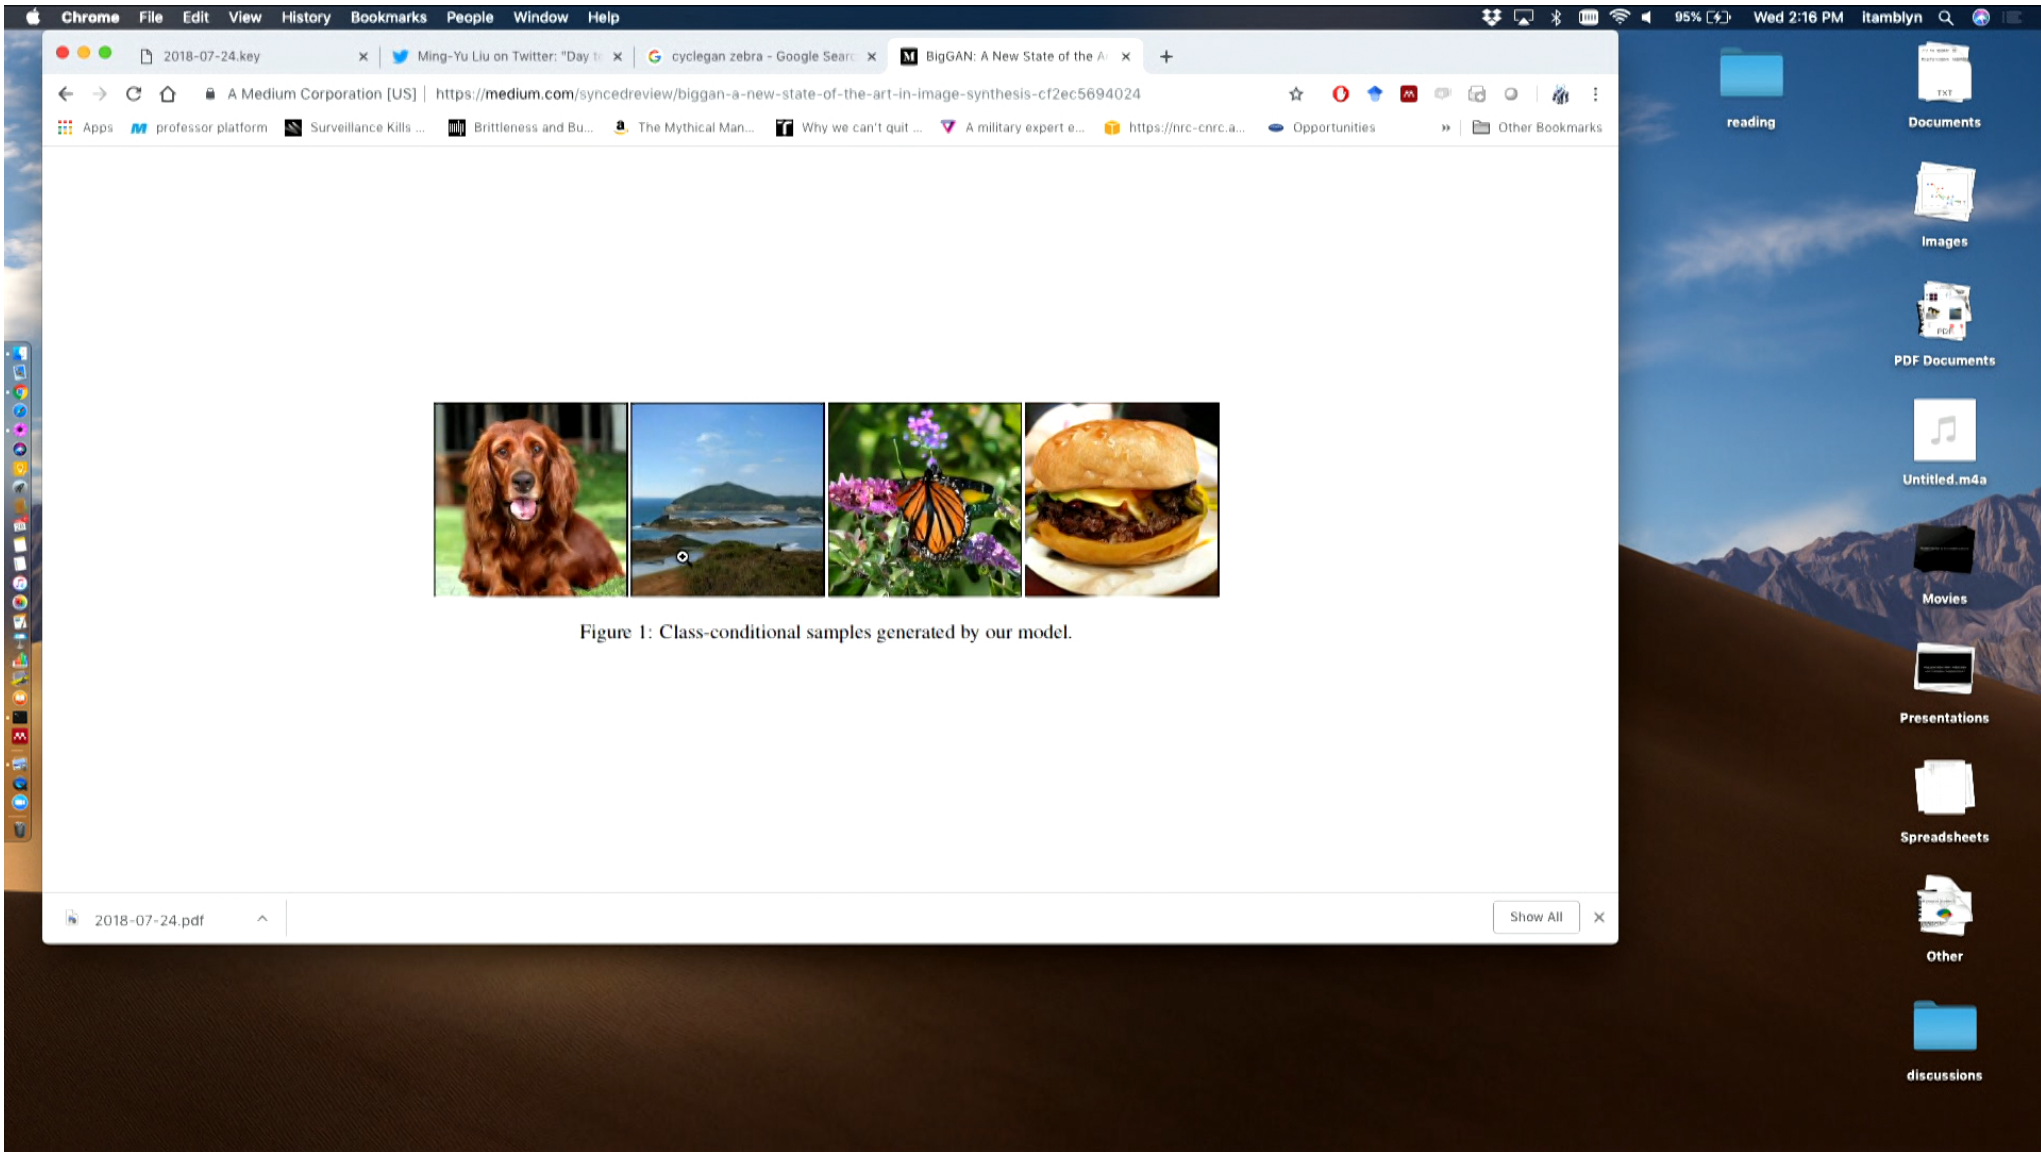 Chrome File Edit View History Bookmarks People Window Help 95% Wed 2:16 PM itamblyn
2018-07-24.key Ming-Yu Liu on Twitter: "Day to cyclegan zebra - Google Searc BigGAN: A New State of the A
A Medium Corporation [US] https://medium.com/syncedreview/biggan-a-new-state-of-the-art-in-image-synthesis-cf2ec5694024
Apps professor platform Surveillance Kills ... Brittleness and Bu... The Mythical Man... Why we can't quit ... A military expert e... https://nrc-cnrc.a... Opportunities » Other Bookmarks
Figure 1: Class-conditional samples generated by our model.
2018-07-24.pdf Show All
reading
TXT
Documents
Images
PDF
PDF Documents
Untitled.m4a
Movies
Presentations
Spreadsheets
Other
discussions